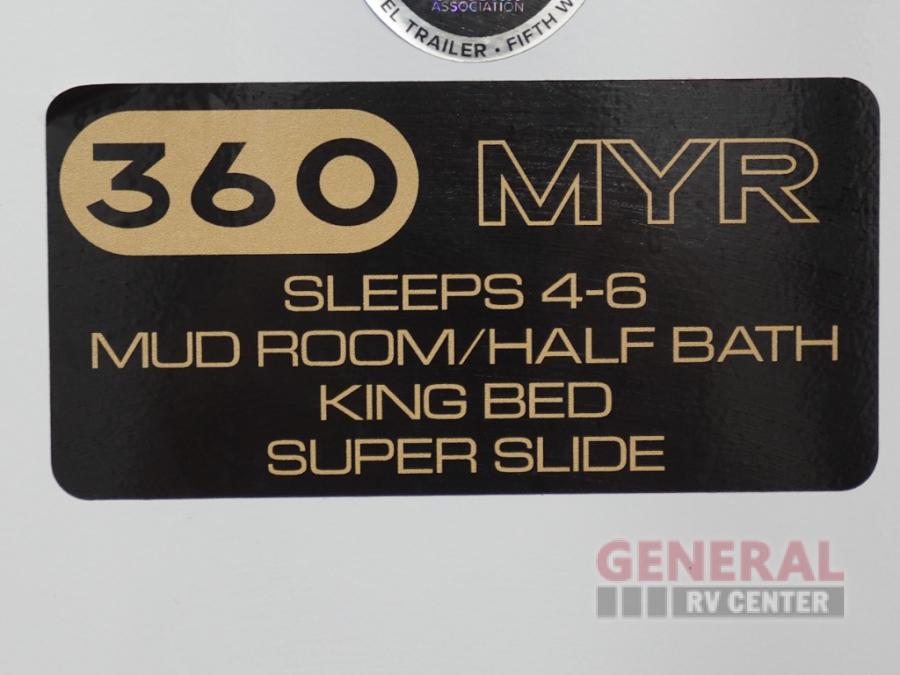 ASSOCIATION
EL TRAILER • FIFTH W
360 MYR
SLEEPS 4-6
MUD ROOM/HALF BATH
KING BED
SUPER SLIDE
GENERAL
RV CENTER